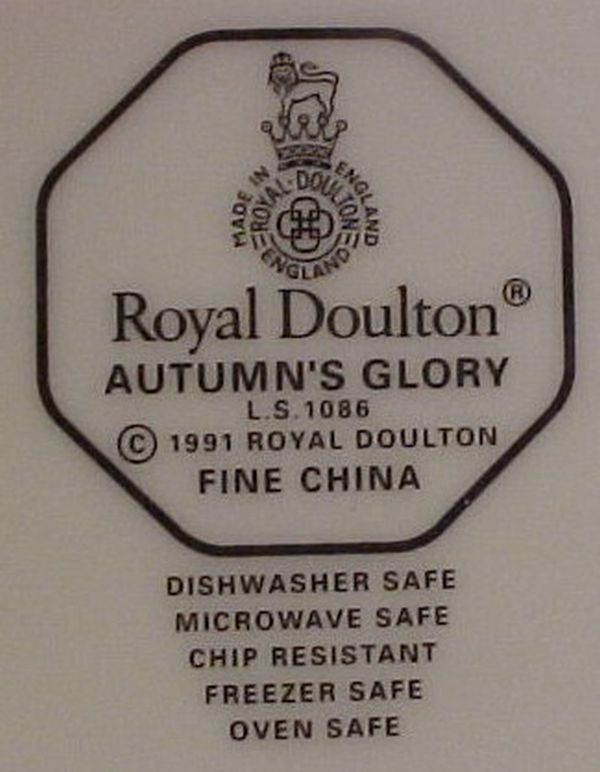 MADE IN ENGLAND
ROYAL·DOULTON
ENGLAND
Royal Doulton®
AUTUMN'S GLORY
L.S.1086
© 1991 ROYAL DOULTON
FINE CHINA
DISHWASHER SAFE
MICROWAVE SAFE
CHIP RESISTANT
FREEZER SAFE
OVEN SAFE